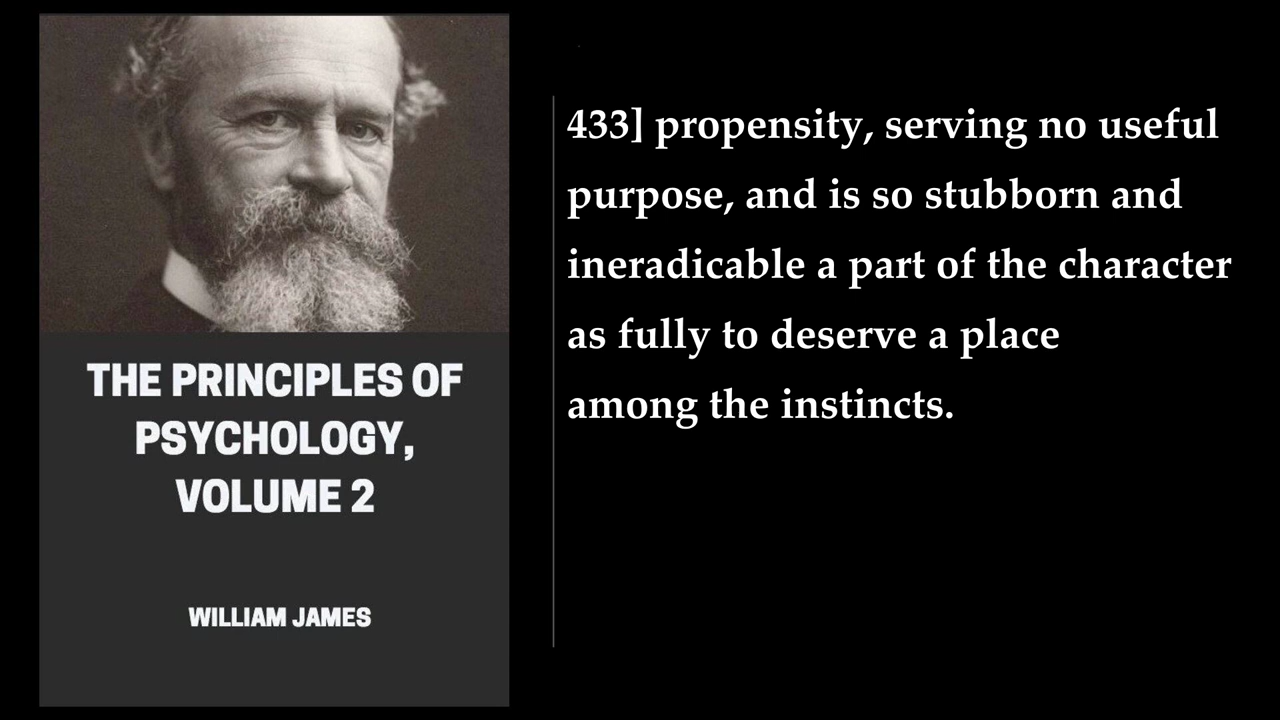 THE PRINCIPLES OF
PSYCHOLOGY,
VOLUME 2
WILLIAM JAMES
433] propensity, serving no useful
purpose, and is so stubborn and
ineradicable a part of the character
as fully to deserve a place
among the instincts.